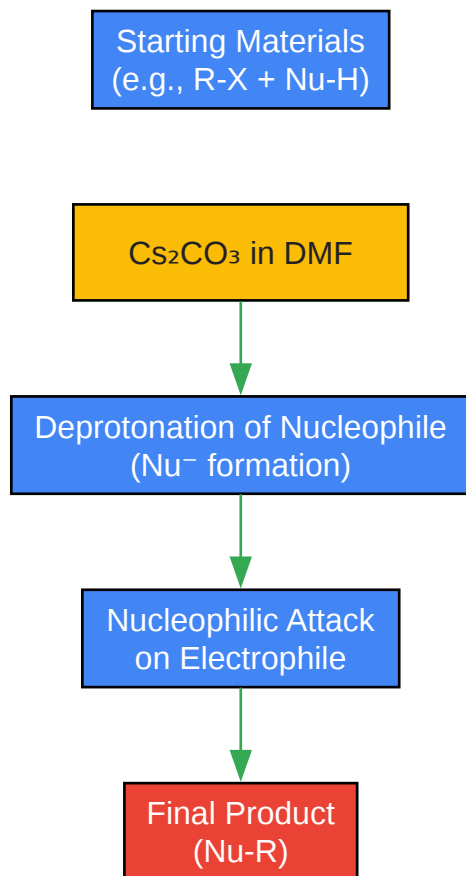 Starting Materials
(e.g., R-X + Nu-H)
Cs₂CO₃ in DMF
Deprotonation of Nucleophile
(Nu⁻ formation)
Nucleophilic Attack
on Electrophile
Final Product
(Nu-R)